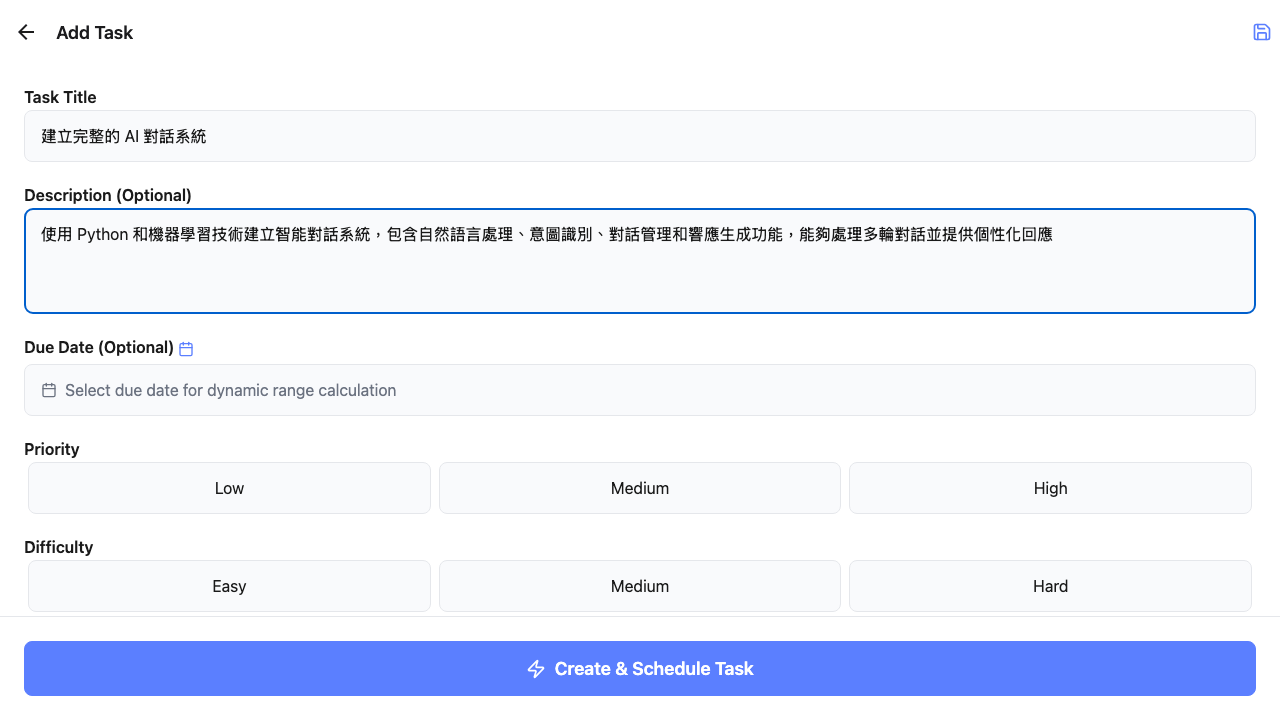 Add Task
Task Title
建立完整的 AI 對話系統
Description (Optional)
使用 Python 和機器學習技術建立智能對話系統，包含自然語言處理、意圖識別、對話管理和響應生成功能，能夠處理多輪對話並提供個性化回應
Due Date (Optional)
Select due date for dynamic range calculation
Priority
Low
Medium
High
Difficulty
Easy
Medium
Hard
Create & Schedule Task